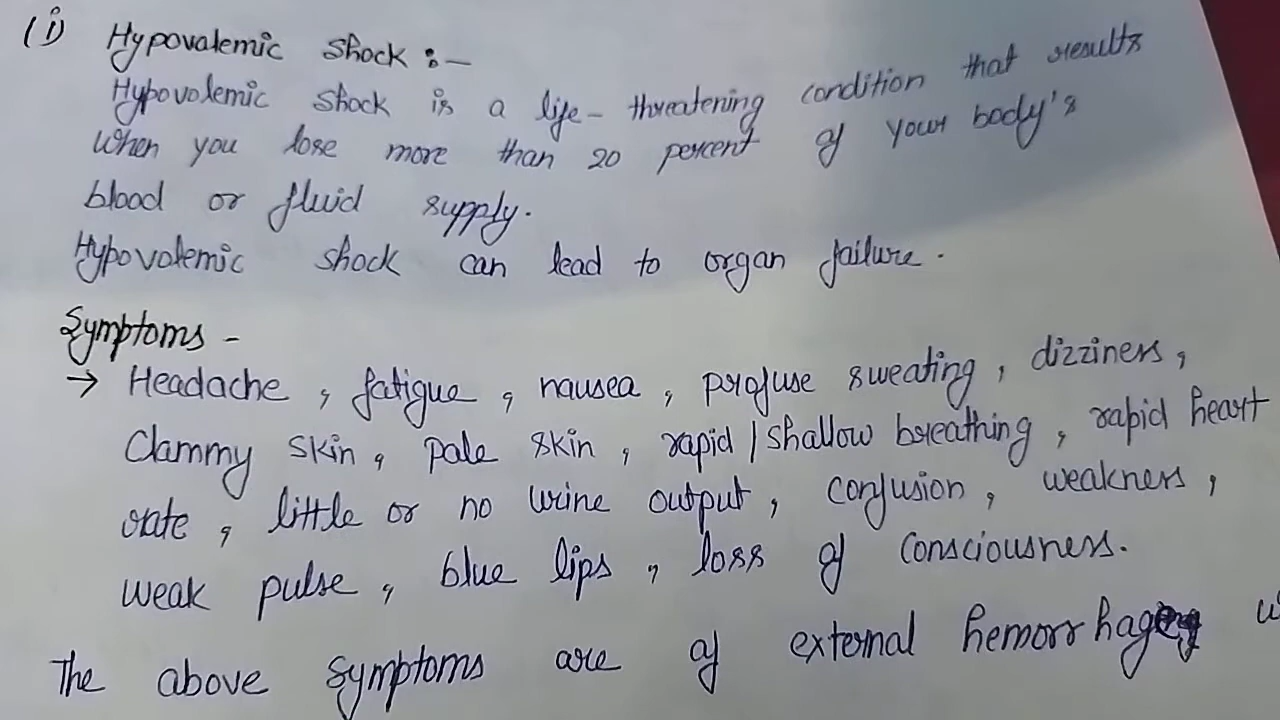 (i) Hypovalemic shock :-
Hypovolemic shock is a life-threatening condition that results
when you lose more than 20 percent of your body's
blood or fluid supply.
Hypovolemic shock can lead to organ failure.
Symptoms -
→ Headache, fatigue, nausea, profuse sweating, dizziness,
Clammy skin, pale skin, rapid/shallow breathing, rapid heart
rate, little or no urine output, confusion, weakness,
weak pulse, blue lips, loss of consciousness.
The above symptoms are of external hemorrhage